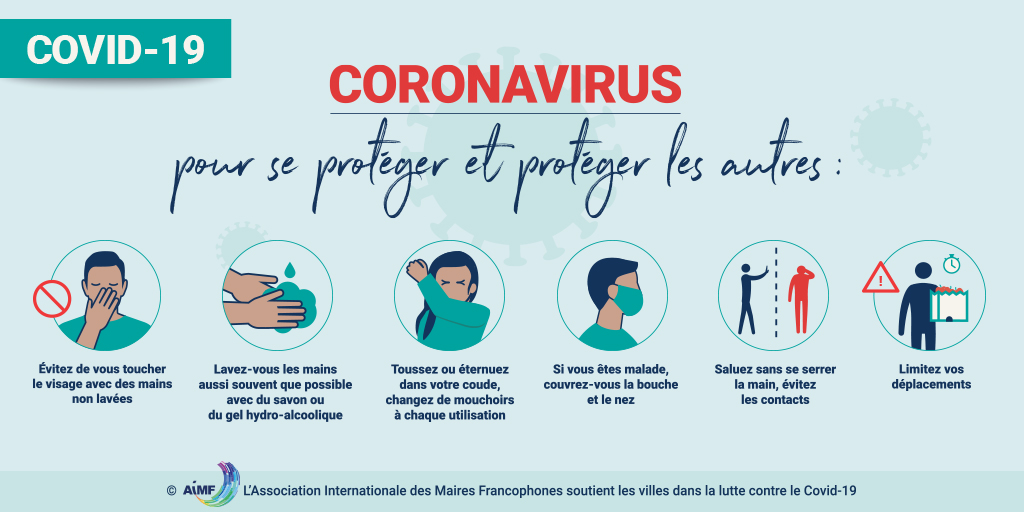 COVID-19
CORONAVIRUS
pour se protéger et protéger les autres :
Évitez de vous toucher
le visage avec des mains
non lavées
Lavez-vous les mains
aussi souvent que possible
avec du savon ou
du gel hydro-alcoolique
Toussez ou éternuez
dans votre coude,
changez de mouchoirs
à chaque utilisation
Si vous êtes malade,
couvrez-vous la bouche
et le nez
Saluez sans se serrer
la main, évitez
les contacts
!
Limitez vos
déplacements
© AIMF L'Association Internationale des Maires Francophones soutient les villes dans la lutte contre le Covid-19